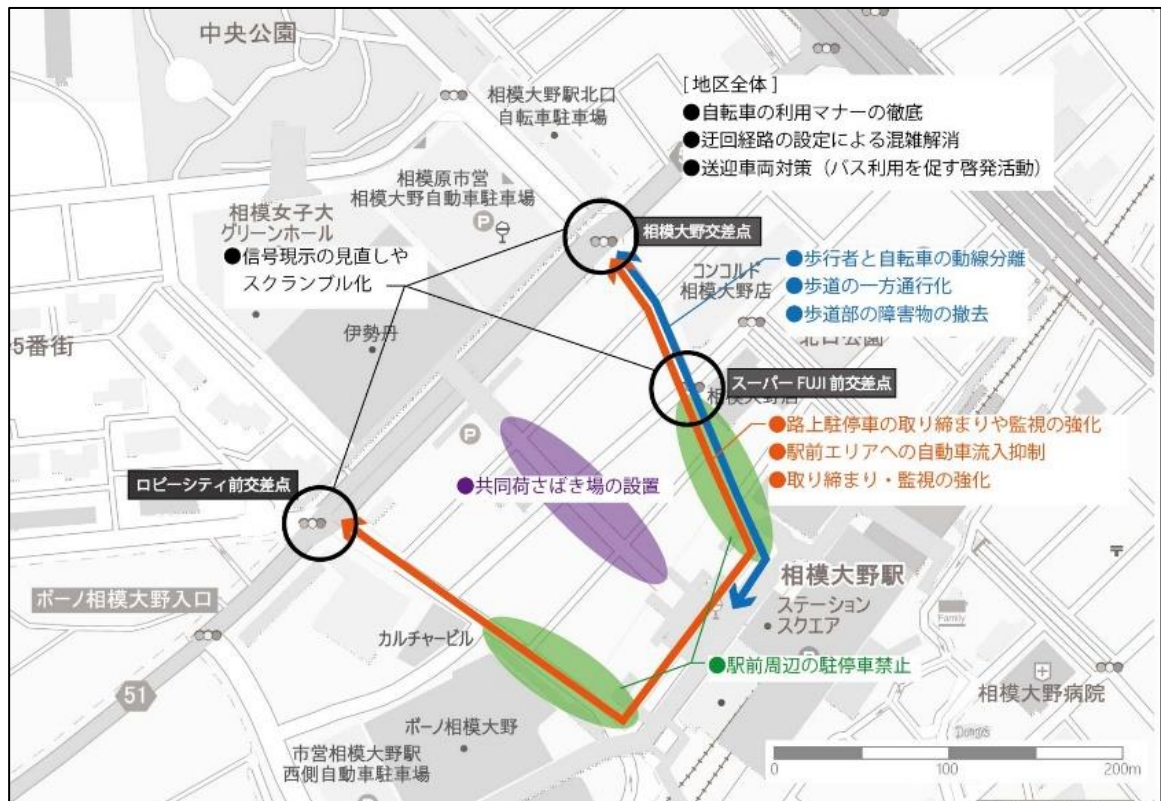 中央公園
相模大野駅北口
自転車駐車場
[地区全体]
●自転車の利用マナーの徹底
●迂回経路の設定による混雑解消
●送迎車両対策（バス利用を促す啓発活動）
相模原市営
相模大野自動車駐車場
P
相模女子大
グリーンホール
●信号現示の見直しや
スクランブル化
相模大野交差点
コンコルド
相模大野店
●歩行者と自転車の動線分離
●歩道の一方通行化
●歩道部の障害物の撤去
北口公園
5番街
伊勢丹
スーパーFUJI前交差点
相模大野店
P
●路上駐停車の取り締まりや監視の強化
●駅前エリアへの自動車流入抑制
●取り締まり・監視の強化
ロビーシティ前交差点
●共同荷さばき場の設置
相模大野駅
ステーション
スクエア
〒
Family
ボーノ相模大野入口
カルチャービル
●駅前周辺の駐停車禁止
51
相模大野病院
ボーノ相模大野
Denny's
市営相模大野駅
西側自動車駐車場
0 100 200m